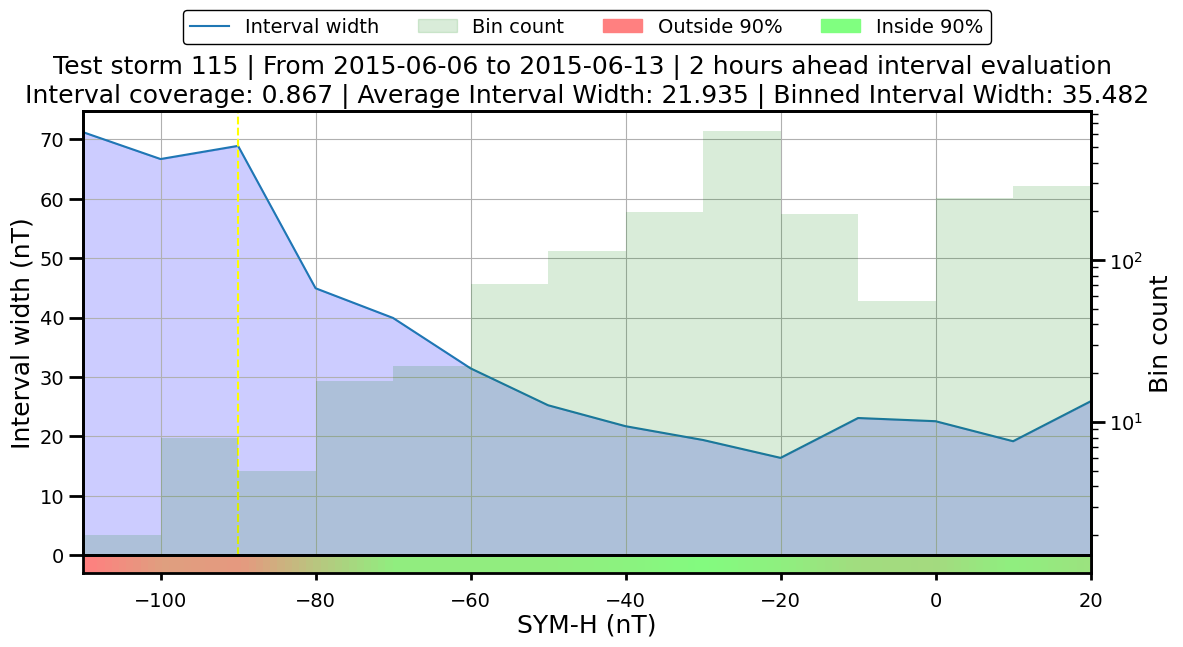 Interval width Bin count Outside 90% Inside 90%
Test storm 115 | From 2015-06-06 to 2015-06-13 | 2 hours ahead interval evaluation
Interval coverage: 0.867 | Average Interval Width: 21.935 | Binned Interval Width: 35.482
70
60
50
40
30
20
10
0
Interval width (nT)
10²
10¹
Bin count
−100 −80 −60 −40 −20 0 20
SYM-H (nT)